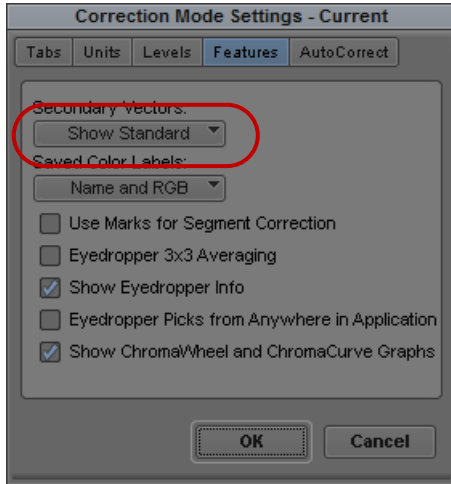 Correction Mode Settings - Current
Tabs Units Levels Features AutoCorrect
Secondary Vectors:
Show Standard
Saved Color Labels:
Name and RGB
Use Marks for Segment Correction
Eyedropper 3x3 Averaging
Show Eyedropper Info
Eyedropper Picks from Anywhere in Application
Show ChromaWheel and ChromaCurve Graphs
OK Cancel